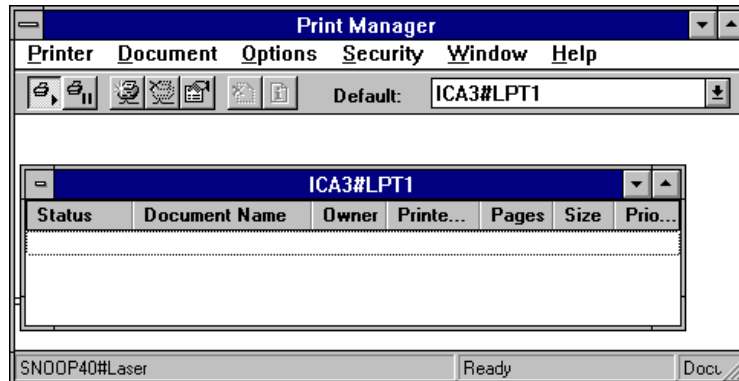 Print Manager
Printer Document Options Security Window Help
Default: ICA3#LPT1
ICA3#LPT1
Status Document Name Owner Printe... Pages Size Prio...
SNOOP40#Laser Ready